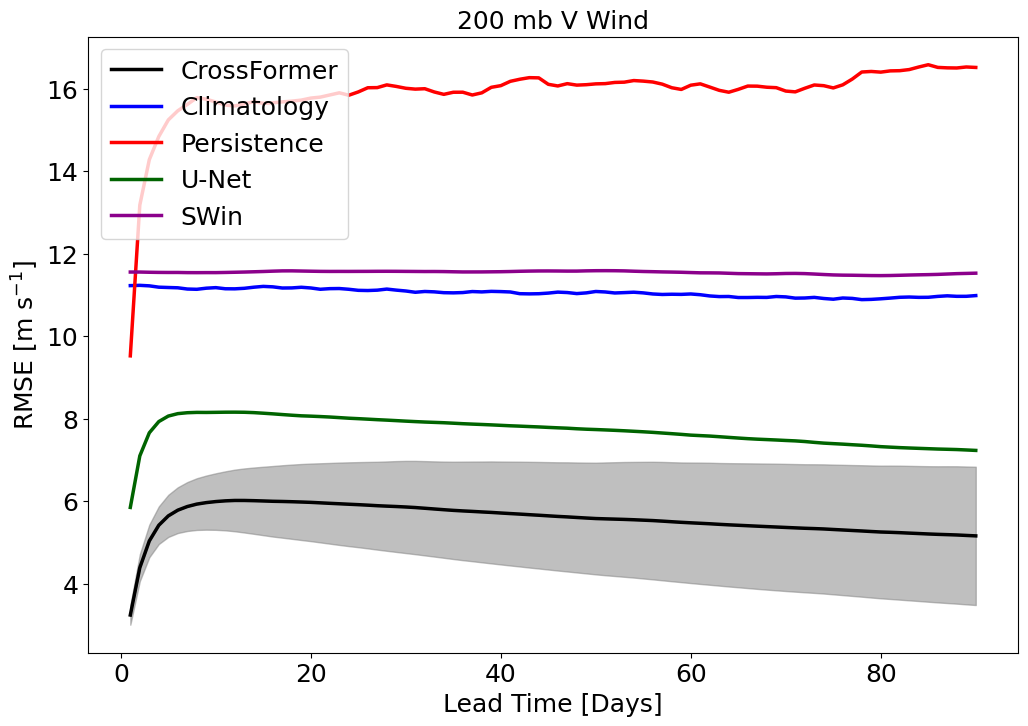 200 mb V Wind
CrossFormer
Climatology
Persistence
U-Net
SWin
RMSE [m s⁻¹]
16
14
12
10
8
6
4
0 20 40 60 80
Lead Time [Days]